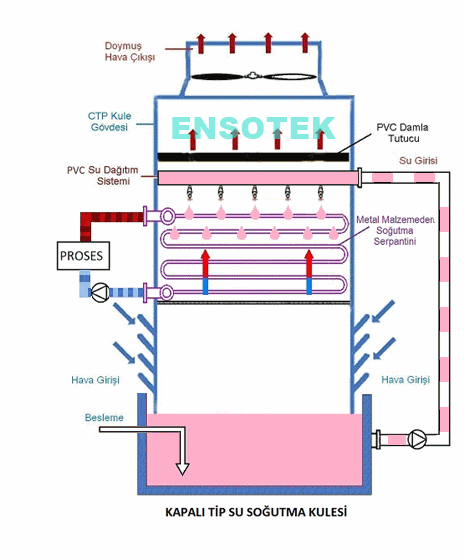 Doymuş
Hava Çıkışı
CTP Kule
Gövdesi
ENSOTEK
PVC Damla
Tutucu
PVC Su Dağıtım
Sistemi
Su Girisi
Metal Malzemeden
Soğutma
Serpantini
PROSES
Hava Girişi
Hava Girişi
Besleme
KAPALI TİP SU SOĞUTMA KULESİ